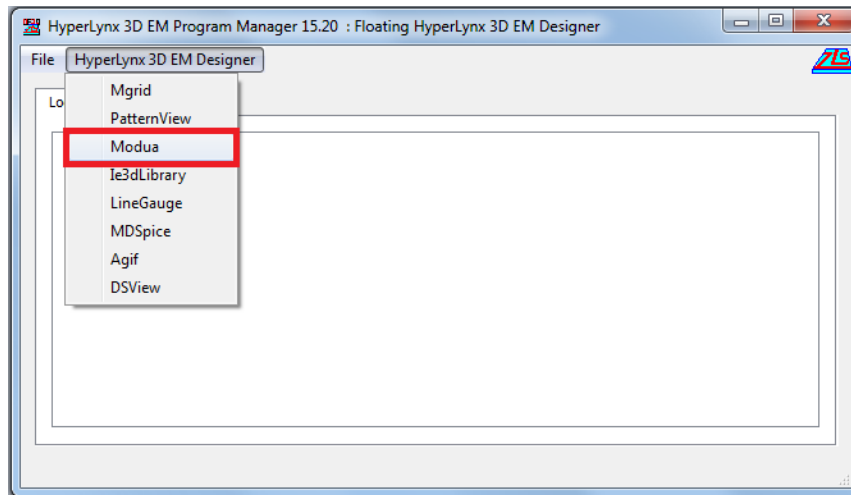 HyperLynx 3D EM Program Manager 15.20 : Floating HyperLynx 3D EM Designer
File HyperLynx 3D EM Designer
Lo
Mgrid
PatternView
Modua
Ie3dLibrary
LineGauge
MDSpice
Agif
DSView
ZLS